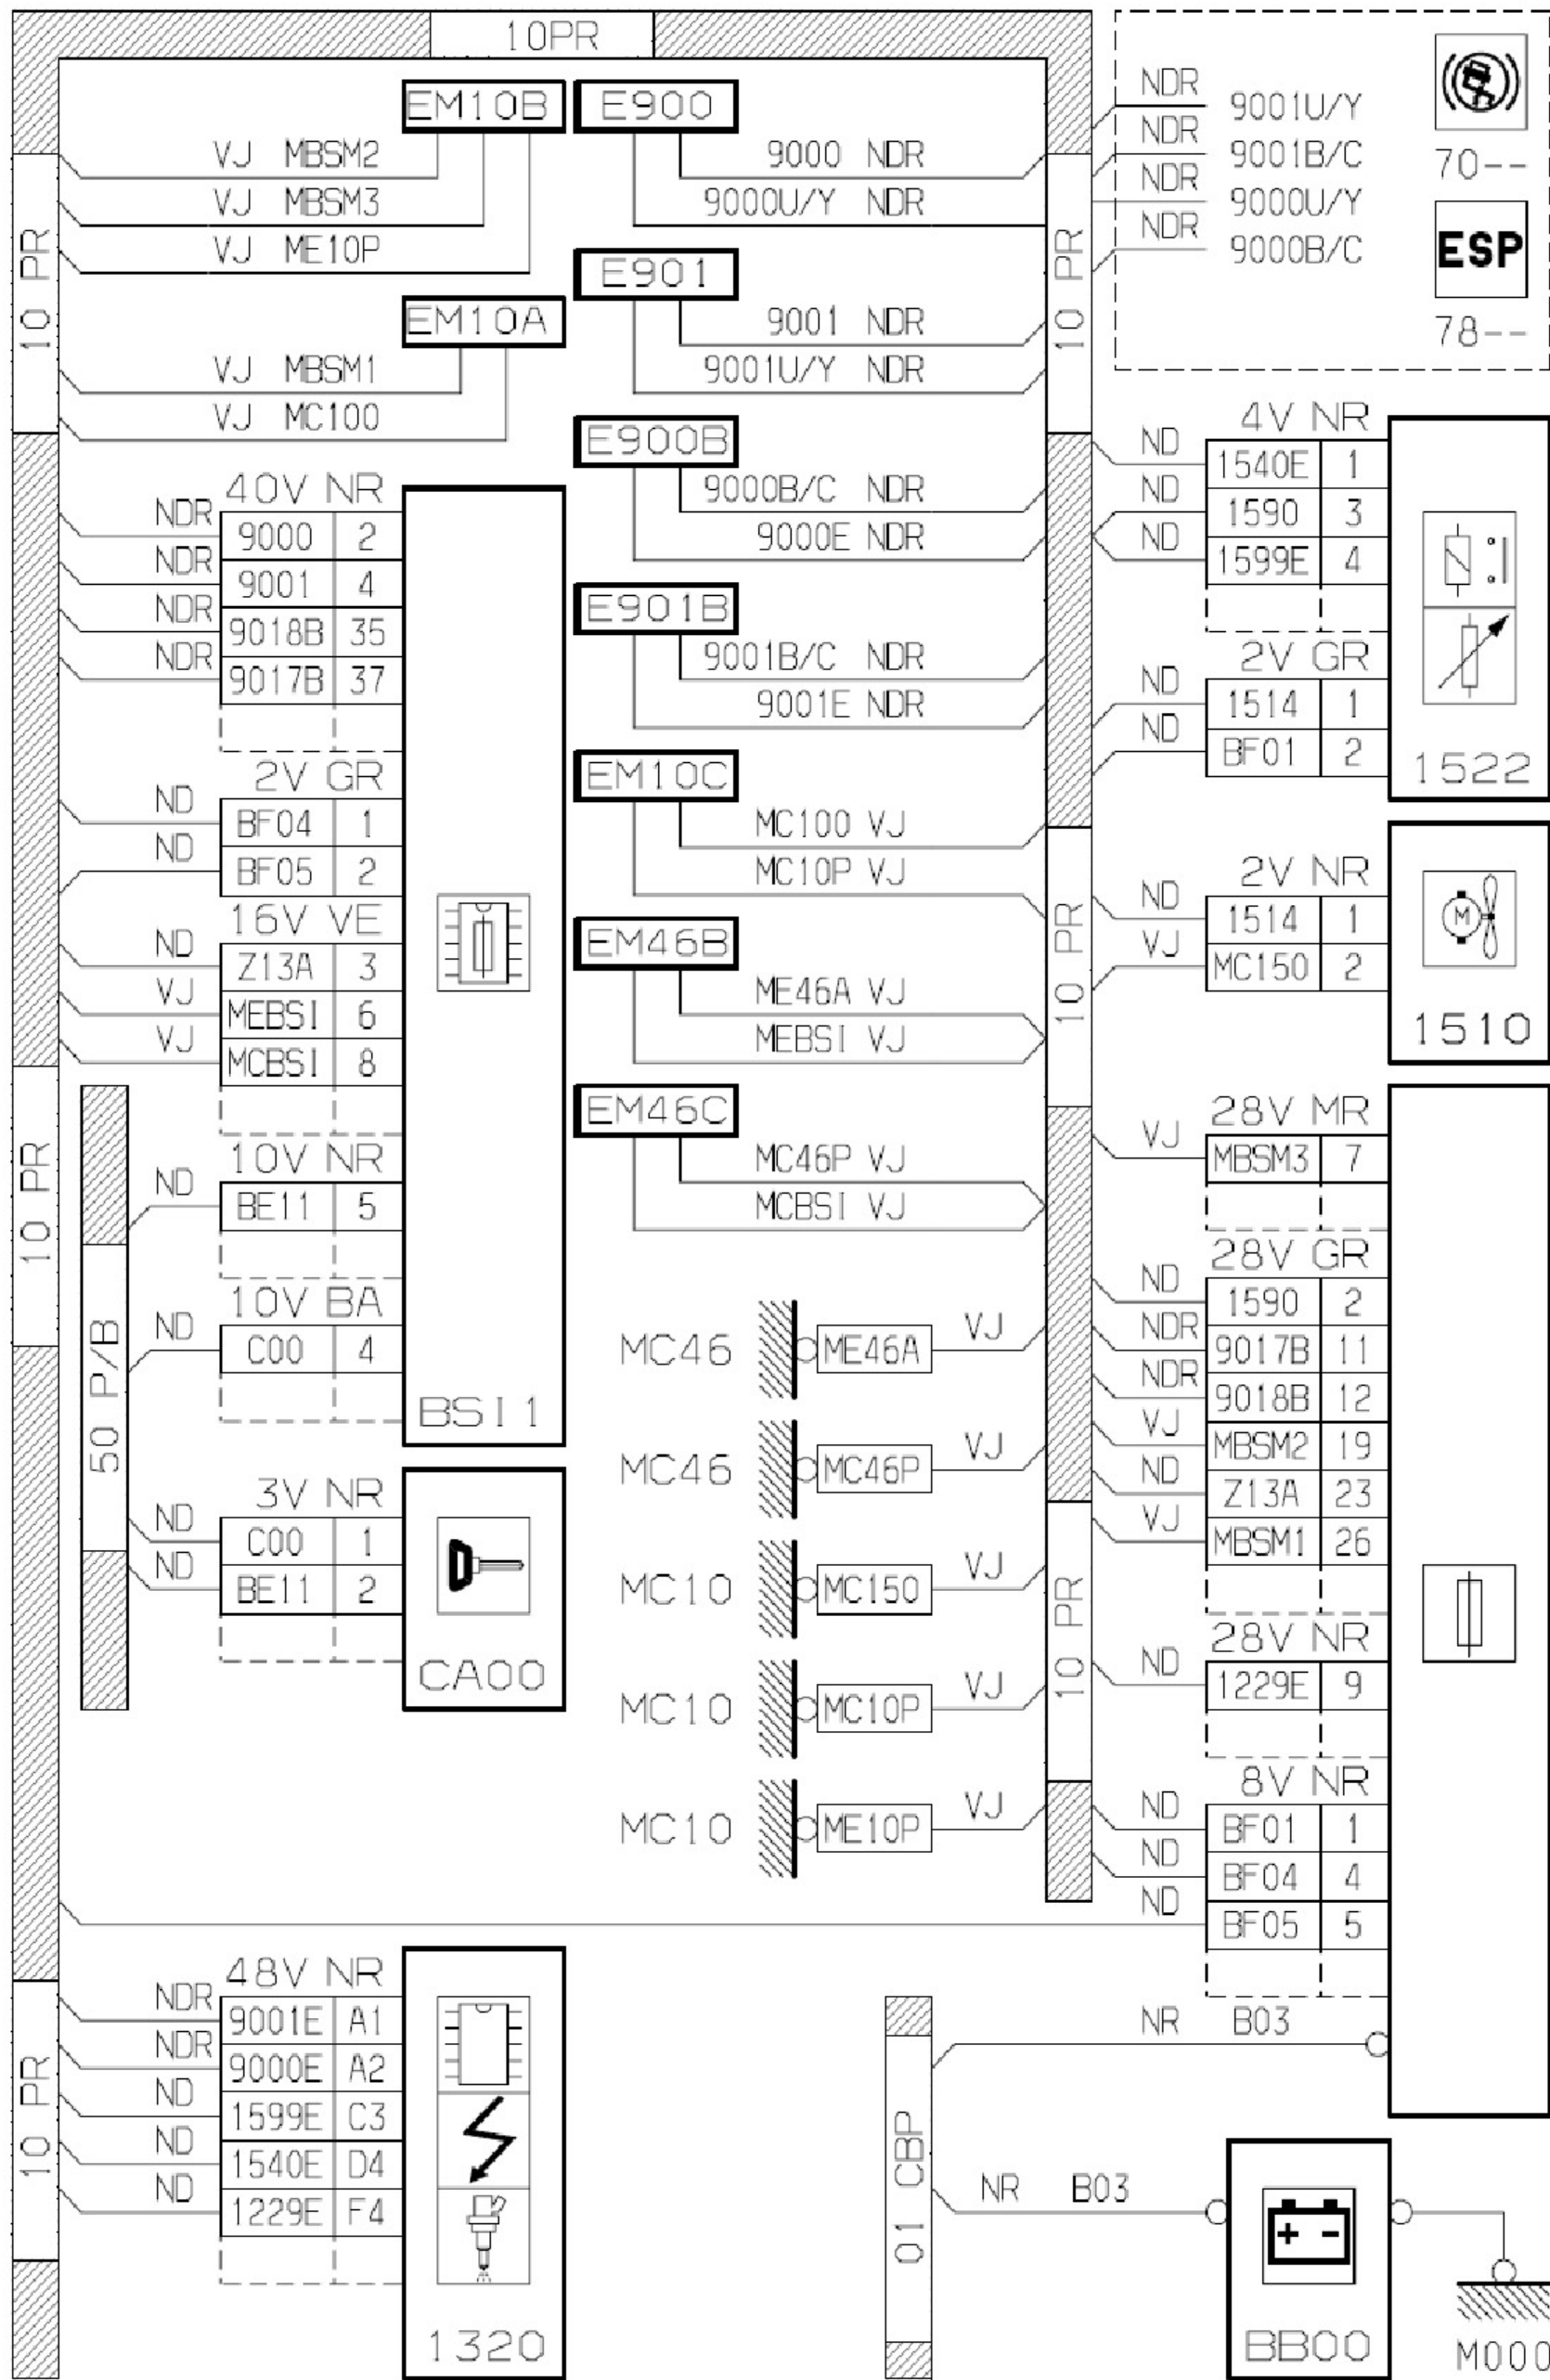 10PR
EM10B
VJ MBSM2
VJ MBSM3
VJ ME10P
EM10A
VJ MBSM1
VJ MC100
10 PR
40V NR
NDR 9000 2
NDR 9001 4
NDR 9018B 35
NDR 9017B 37
2V GR
ND BF04 1
ND BF05 2
16V VE
ND Z13A 3
VJ MEBSI 6
VJ MCBSI 8
10V NR
ND BE11 5
10V BA
ND C00 4
BSI1
10 PR
50 P/B
3V NR
ND C00 1
ND BE11 2
CA00
48V NR
NDR 9001E A1
NDR 9000E A2
ND 1599E C3
ND 1540E D4
ND 1229E F4
1320
10 PR
E900
9000 NDR
9000U/Y NDR
E901
9001 NDR
9001U/Y NDR
E900B
9000B/C NDR
9000E NDR
E901B
9001B/C NDR
9001E NDR
EM10C
MC100 VJ
MC10P VJ
EM46B
ME46A VJ
MEBSI VJ
EM46C
MC46P VJ
MCBSI VJ
MC46 ME46A VJ
MC46 MC46P VJ
MC10 MC150 VJ
MC10 MC10P VJ
MC10 ME10P VJ
10 PR
10 PR
10 PR
NDR 9001U/Y
NDR 9001B/C
NDR 9000U/Y
NDR 9000B/C
70--
ESP
78--
4V NR
ND 1540E 1
ND 1590 3
ND 1599E 4
2V GR
ND 1514 1
ND BF01 2
1522
2V NR
ND 1514 1
VJ MC150 2
M
1510
28V MR
VJ MBSM3 7
28V GR
ND 1590 2
NDR 9017B 11
NDR 9018B 12
VJ MBSM2 19
ND Z13A 23
VJ MBSM1 26
28V NR
ND 1229E 9
8V NR
ND BF01 1
ND BF04 4
ND BF05 5
NR B03
01 CBP
NR B03
+ -
BB00
M000